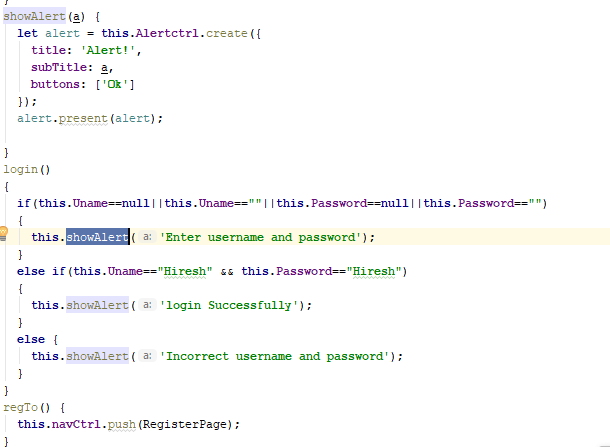 }
showAlert(a) {
let alert = this.Alertctrl.create({
title: 'Alert!',
subTitle: a,
buttons: ['Ok']
});
alert.present(alert);
}
login()
{
if(this.Uname==null||this.Uname==""||this.Password==null||this.Password=="")
{
this.showAlert( a: 'Enter username and password');
}
else if(this.Uname=="Hiresh" && this.Password=="Hiresh")
{
this.showAlert( a: 'login Successfully');
}
else {
this.showAlert( a: 'Incorrect username and password');
}
}
regTo() {
this.navCtrl.push(RegisterPage);
}